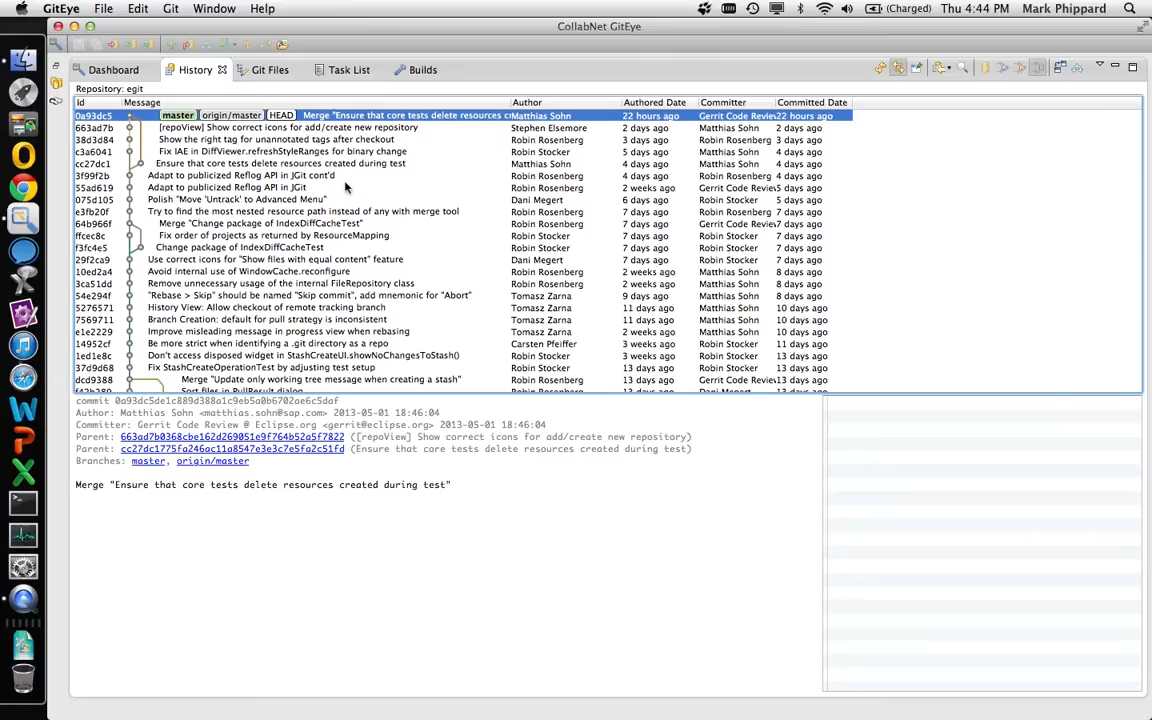 GitEye File Edit Git Window Help (Charged) Thu 4:44 PM Mark Phippard
CollabNet GitEye
Dashboard History Git Files Task List Builds
Repository: egit
Id Message Author Authored Date Committer Committed Date
0a93dc5 master origin/master HEAD Merge "Ensure that core tests delete resources cr Matthias Sohn 22 hours ago Gerrit Code Review 22 hours ago
663ad7b [repoView] Show correct icons for add/create new repository Stephen Elsemore 2 days ago Matthias Sohn 2 days ago
38d3d84 Show the right tag for unannotated tags after checkout Robin Rosenberg 3 days ago Robin Rosenberg 3 days ago
c3a6041 Fix IAE in DiffViewer.refreshStyleRanges for binary change Robin Stocker 5 days ago Matthias Sohn 4 days ago
cc27dc1 Ensure that core tests delete resources created during test Matthias Sohn 4 days ago Matthias Sohn 4 days ago
3f99f2b Adapt to publicized Reflog API in JGit cont'd Robin Rosenberg 5 days ago Robin Rosenberg 5 days ago
55ad619 Adapt to publicized Reflog API in JGit Robin Rosenberg 2 weeks ago Gerrit Code Review 5 days ago
075d105 Polish "Move 'Untrack' to Advanced Menu" Dani Megert 6 days ago Robin Stocker 5 days ago
e3fb20f Try to find the most nested resource path instead of any with merge tool Robin Rosenberg 7 days ago Robin Rosenberg 7 days ago
64b966f Merge "Change package of IndexDiffCacheTest" Robin Rosenberg 7 days ago Gerrit Code Review 7 days ago
ffcec8c Fix order of projects as returned by ResourceMapping Robin Stocker 7 days ago Robin Stocker 7 days ago
f3fc4e5 Change package of IndexDiffCacheTest Robin Stocker 7 days ago Robin Stocker 7 days ago
29f2ca9 Use correct icons for "Show files with equal content" feature Dani Megert 7 days ago Robin Stocker 7 days ago
10ed2a4 Avoid internal use of WindowCache.reconfigure Robin Rosenberg 2 weeks ago Matthias Sohn 8 days ago
3ca51dd Remove unnecessary usage of the internal FileRepository class Robin Rosenberg 2 weeks ago Matthias Sohn 8 days ago
54e294f "Rebase > Skip" should be named "Skip commit", add mnemonic for "Abort" Tomasz Zarna 9 days ago Robin Stocker 8 days ago
5276571 History View: Allow checkout of remote tracking branch Tomasz Zarna 11 days ago Matthias Sohn 10 days ago
7569711 Branch Creation: default for pull strategy is inconsistent Tomasz Zarna 11 days ago Matthias Sohn 10 days ago
e1e2229 Improve misleading message in progress view when rebasing Tomasz Zarna 2 weeks ago Matthias Sohn 10 days ago
14952cf Be more strict when identifying a .git directory as a repo Carsten Pfeiffer 3 weeks ago Robin Stocker 11 days ago
1ed1e8c Don't access disposed widget in StashCreateUI.showNoChangesToStash() Robin Stocker 3 weeks ago Robin Stocker 13 days ago
37d9d68 Fix StashCreateOperationTest by adjusting test setup Robin Stocker 13 days ago Robin Stocker 13 days ago
dcd9388 Merge "Update only working tree message when creating a stash" Robin Rosenberg 13 days ago Gerrit Code Review 13 days ago
Sort files in PullResult dialog Robin Stocker 13 days ago
commit 0a93dc5de1c889d388a1c9eb5a0b6702ae6c5daf
Author: Matthias Sohn <matthias.sohn@sap.com> 2013-05-01 18:46:04
Committer: Gerrit Code Review @ Eclipse.org <gerrit@eclipse.org> 2013-05-01 18:46:04
Parent: 663ad7b0368cbe162d269051e9f764b52a5f7822 ([repoView] Show correct icons for add/create new repository)
Parent: cc27dc1775fa246ac11a8547e3e3c7e5fa2c51fd (Ensure that core tests delete resources created during test)
Branches: master, origin/master
Merge "Ensure that core tests delete resources created during test"